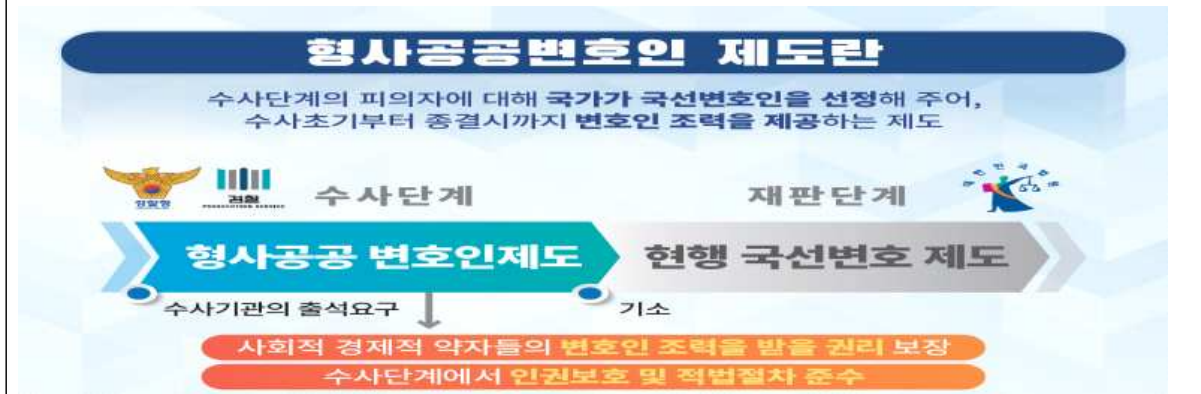 형사공공변호인 제도란
수사단계의 피의자에 대해 국가가 국선변호인을 선정해 주어,
수사초기부터 종결시까지 변호인 조력을 제공하는 제도
경찰청 검찰 수사단계 재판단계
형사공공 변호인제도 현행 국선변호 제도
수사기관의 출석요구 기소
사회적 경제적 약자들의 변호인 조력을 받을 권리 보장
수사단계에서 인권보호 및 적법절차 준수